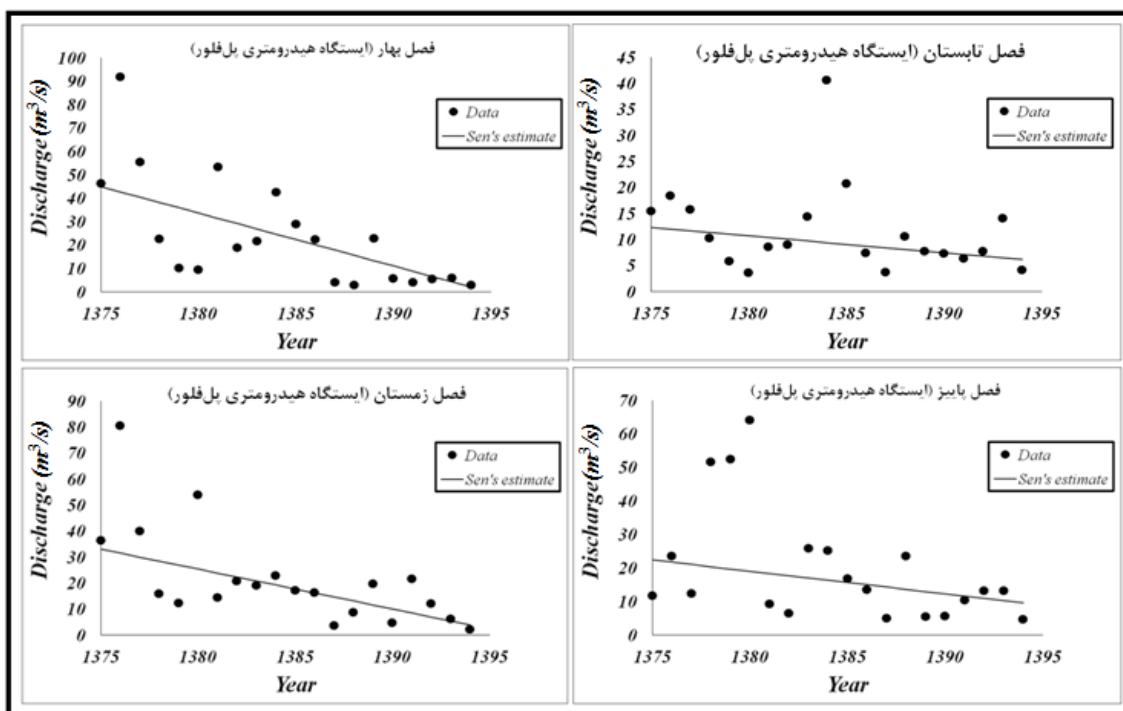 فصل بهار (ایستگاه هیدرومتری پل‌فلور)
100
90
80
70
60
50
40
30
20
10
0
Discharge (m³/s)
Data
Sen's estimate
1375 1380 1385 1390 1395
Year
فصل تابستان (ایستگاه هیدرومتری پل‌فلور)
45
40
35
30
25
20
15
10
5
0
Discharge (m³/s)
Data
Sen's estimate
1375 1380 1385 1390 1395
Year
فصل زمستان (ایستگاه هیدرومتری پل‌فلور)
90
80
70
60
50
40
30
20
10
0
Discharge (m³/s)
Data
Sen's estimate
1375 1380 1385 1390 1395
Year
فصل پاییز (ایستگاه هیدرومتری پل‌فلور)
70
60
50
40
30
20
10
0
Discharge (m³/s)
Data
Sen's estimate
1375 1380 1385 1390 1395
Year